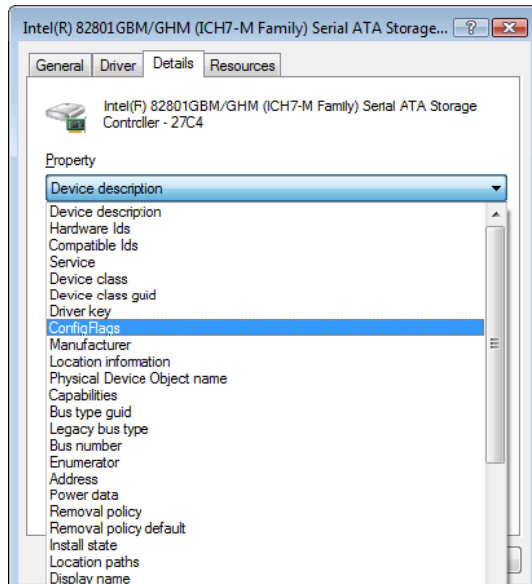 Intel(R) 82801GBM/GHM (ICH7-M Family) Serial ATA Storage...
General Driver Details Resources
Intel(R) 82801GBM/GHM (ICH7-M Family) Serial ATA Storage
Controller - 27C4
Property
Device description
Device description
Hardware Ids
Compatible Ids
Service
Device class
Device class guid
Driver key
ConfigFlags
Manufacturer
Location information
Physical Device Object name
Capabilities
Bus type guid
Legacy bus type
Bus number
Enumerator
Address
Power data
Removal policy
Removal policy default
Install state
Location paths
Display name